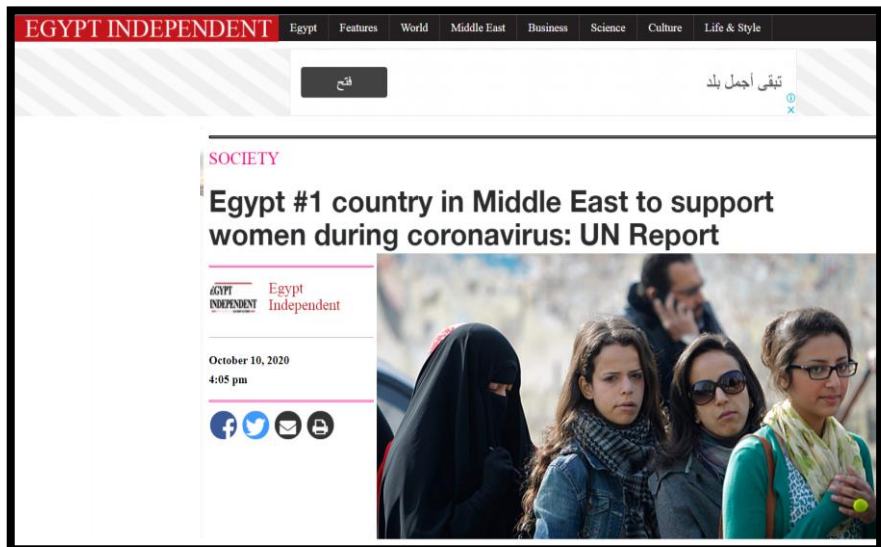 EGYPT INDEPENDENT Egypt Features World Middle East Business Science Culture Life & Style
فتح
تبقى أجمل بلد
SOCIETY
Egypt #1 country in Middle East to support
women during coronavirus: UN Report
EGYPT
INDEPENDENT
Egypt
Independent
October 10, 2020
4:05 pm